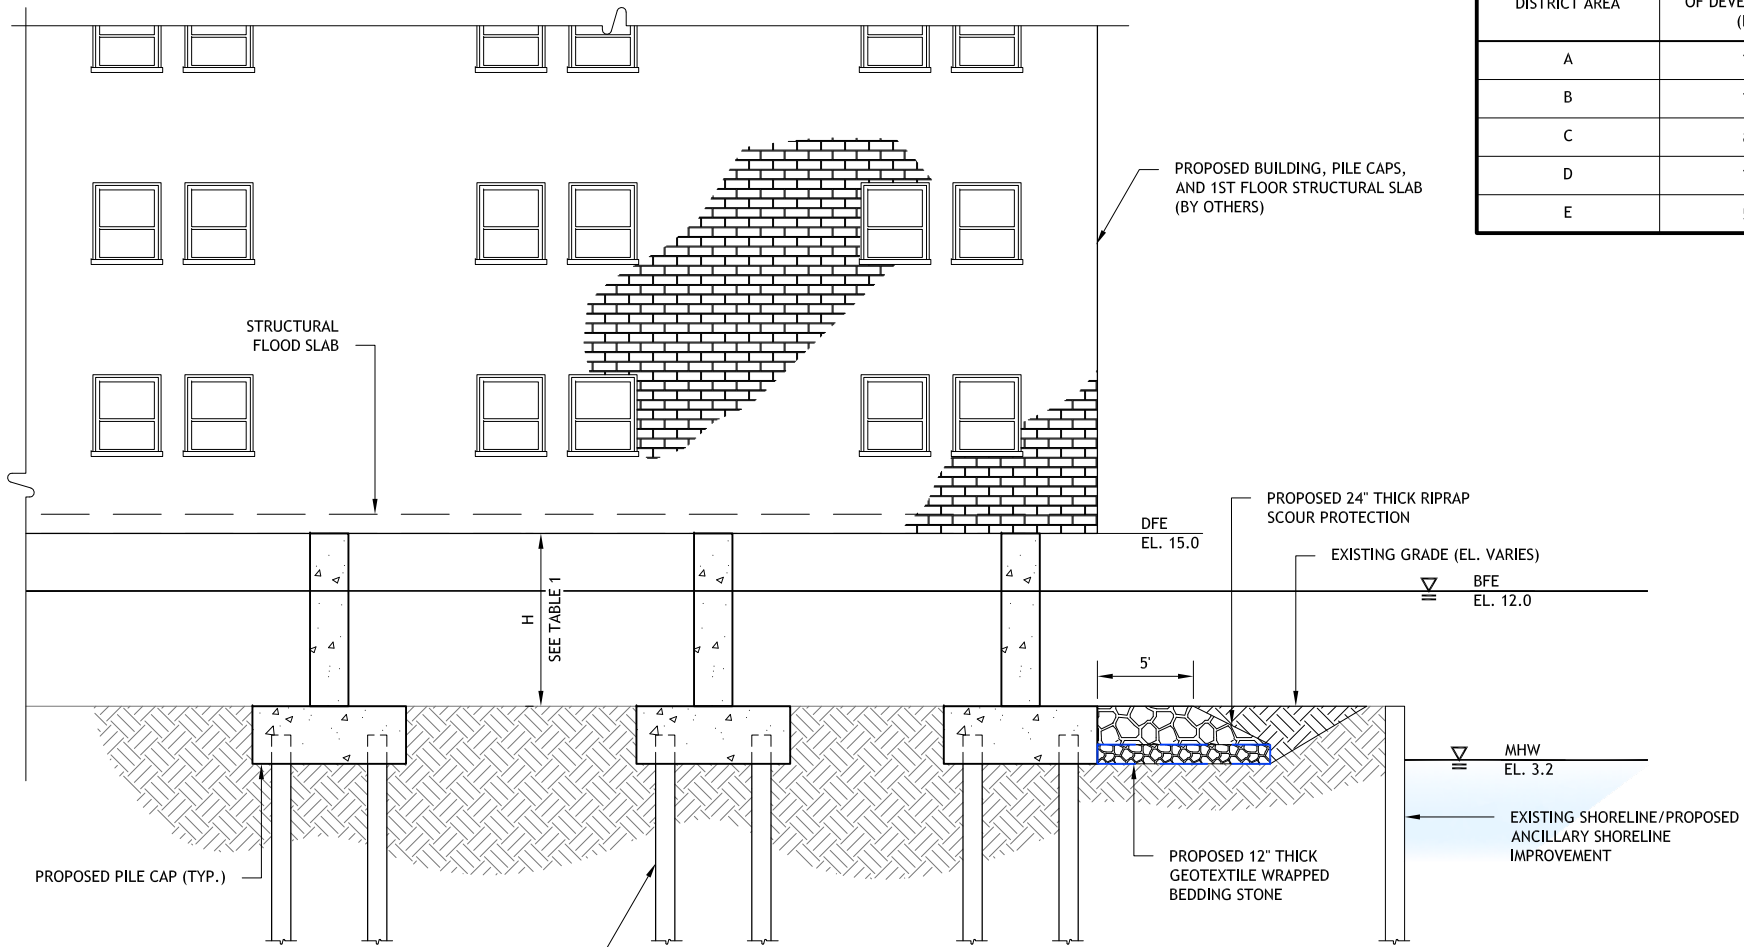 DISTRICT AREA
A
B
C
D
E
PROPOSED BUILDING, PILE CAPS,
AND 1ST FLOOR STRUCTURAL SLAB
(BY OTHERS)
STRUCTURAL
FLOOD SLAB
PROPOSED 24" THICK RIPRAP
SCOUR PROTECTION
DFE
EL. 15.0
EXISTING GRADE (EL. VARIES)
BFE
EL. 12.0
H
SEE TABLE 1
5'
MHW
EL. 3.2
EXISTING SHORELINE/PROPOSED
ANCILLARY SHORELINE
IMPROVEMENT
PROPOSED 12" THICK
GEOTEXTILE WRAPPED
BEDDING STONE
PROPOSED PILE CAP (TYP.)